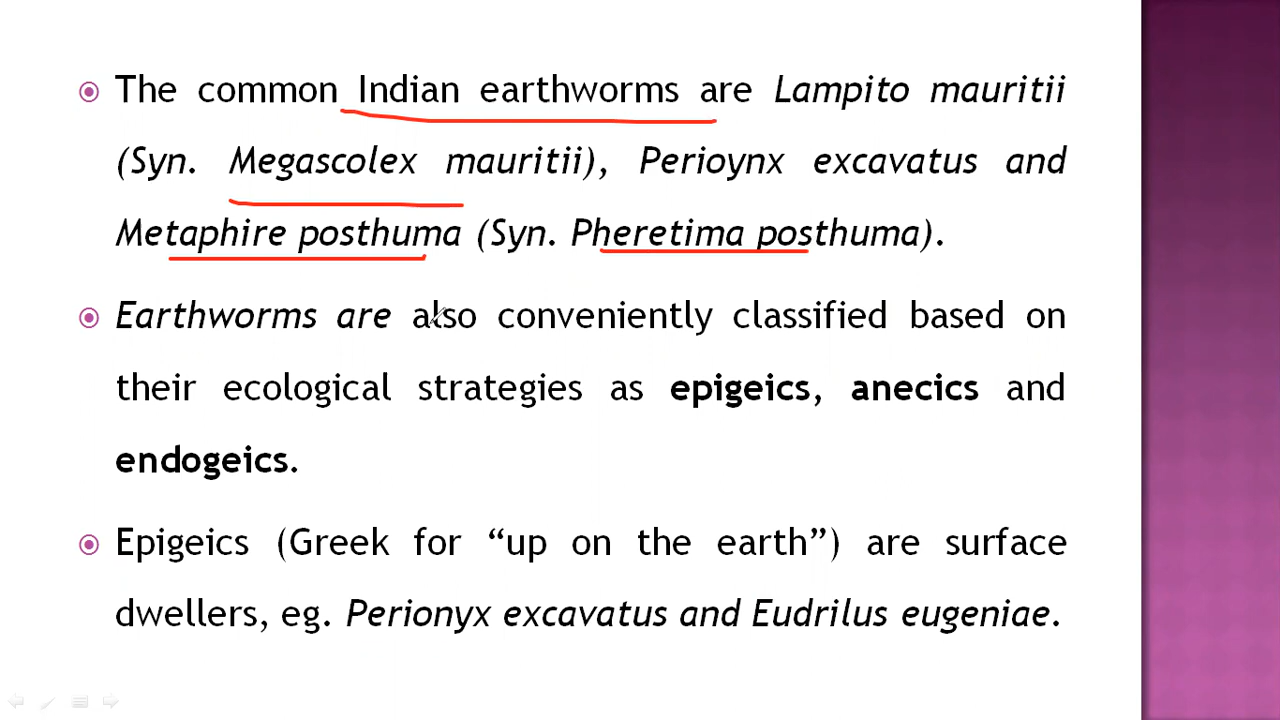 The common Indian earthworms are Lampito mauritii
(Syn. Megascolex mauritii), Perioynx excavatus and
Metaphire posthuma (Syn. Pheretima posthuma).
Earthworms are also conveniently classified based on
their ecological strategies as epigeics, anecics and
endogeics.
Epigeics (Greek for “up on the earth”) are surface
dwellers, eg. Perionyx excavatus and Eudrilus eugeniae.